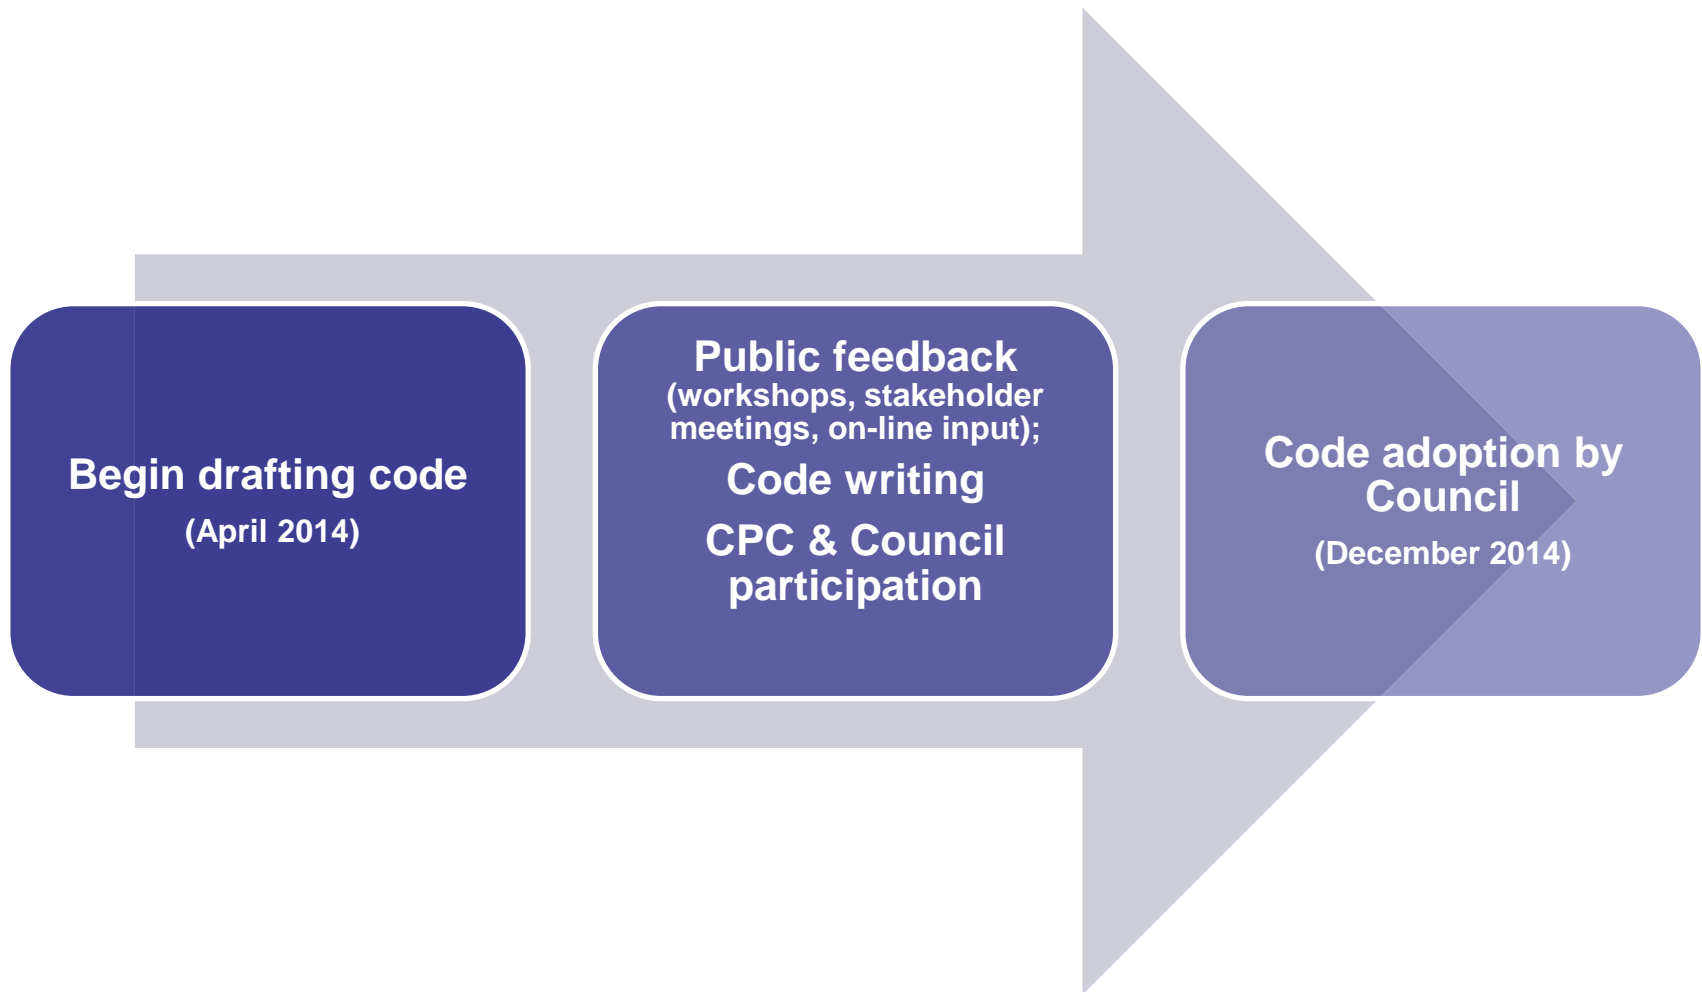 Begin drafting code
(April 2014)
Public feedback
(workshops, stakeholder
meetings, on-line input);
Code writing
CPC & Council
participation
Code adoption by
Council
(December 2014)